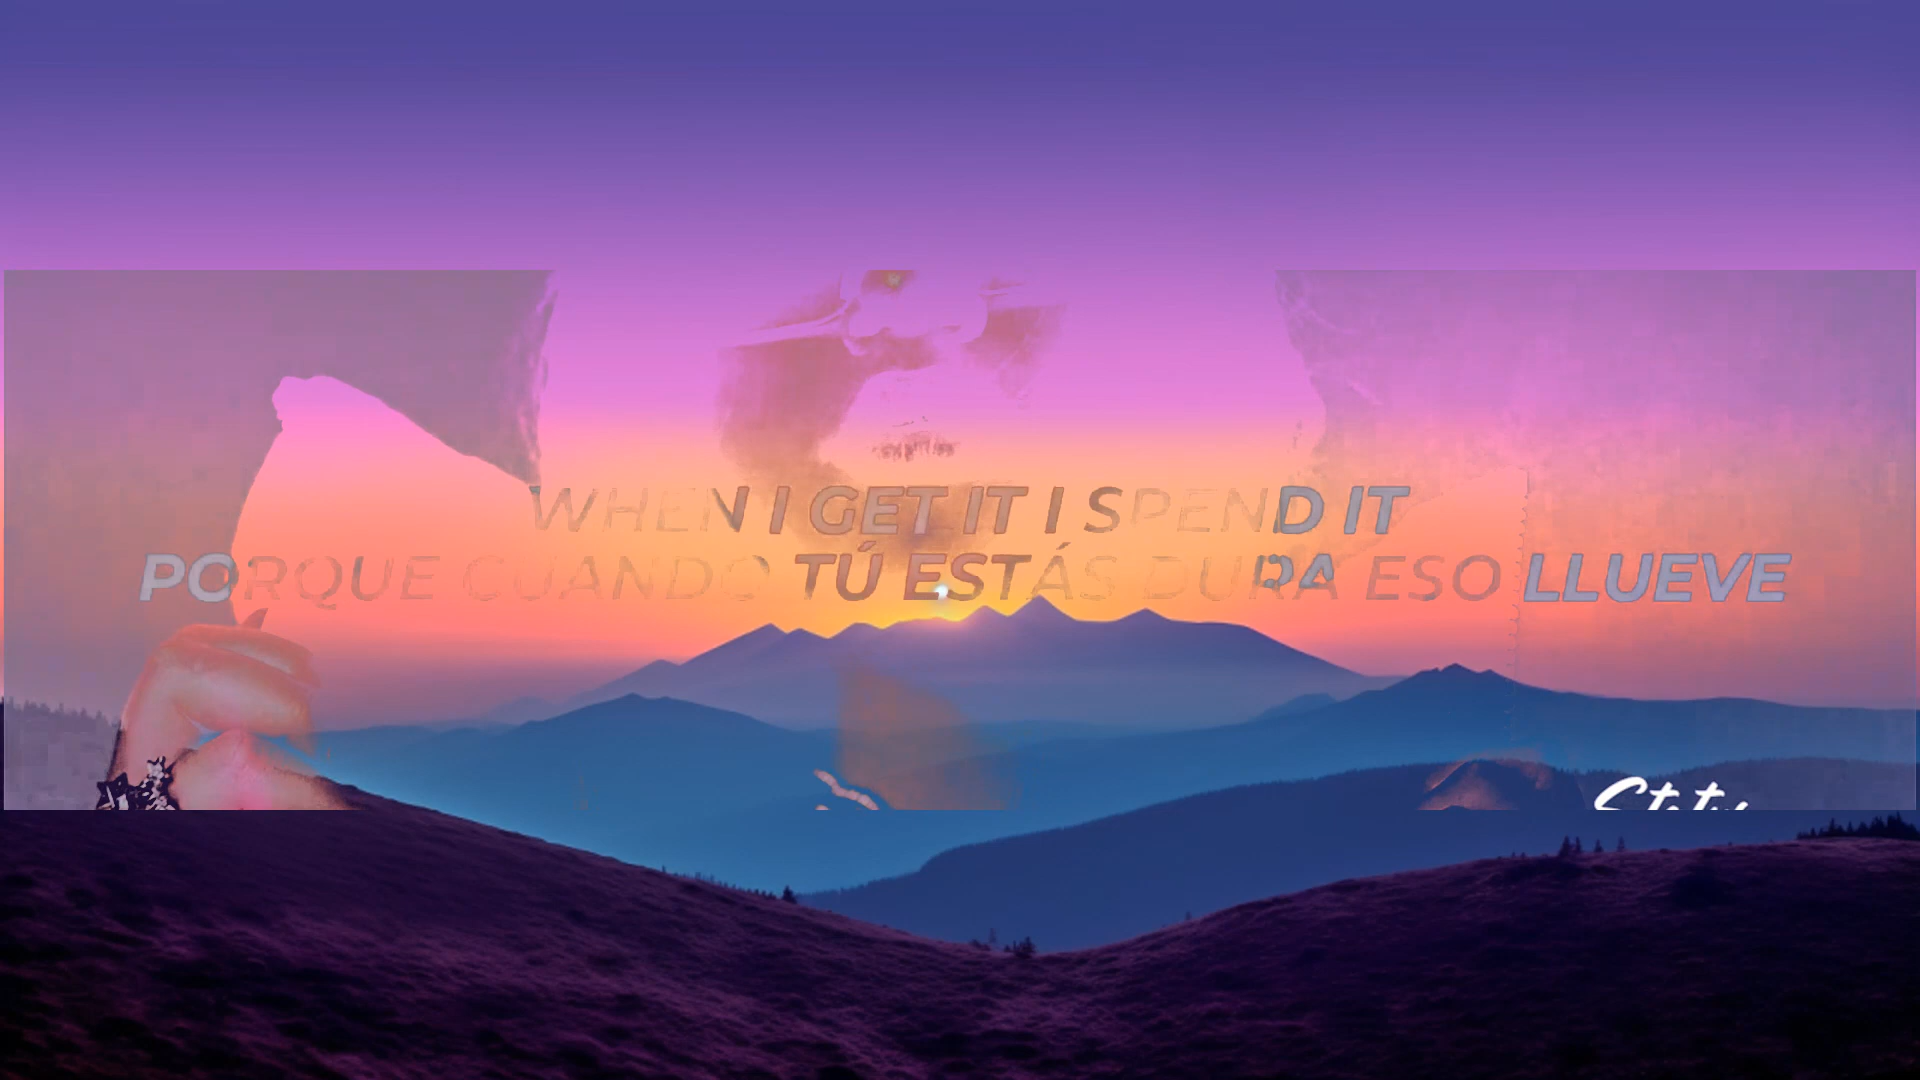 WHEN I GET IT I SPEND IT
PORQUE CUANDO TÚ ESTÁS DURA ESO LLUEVE